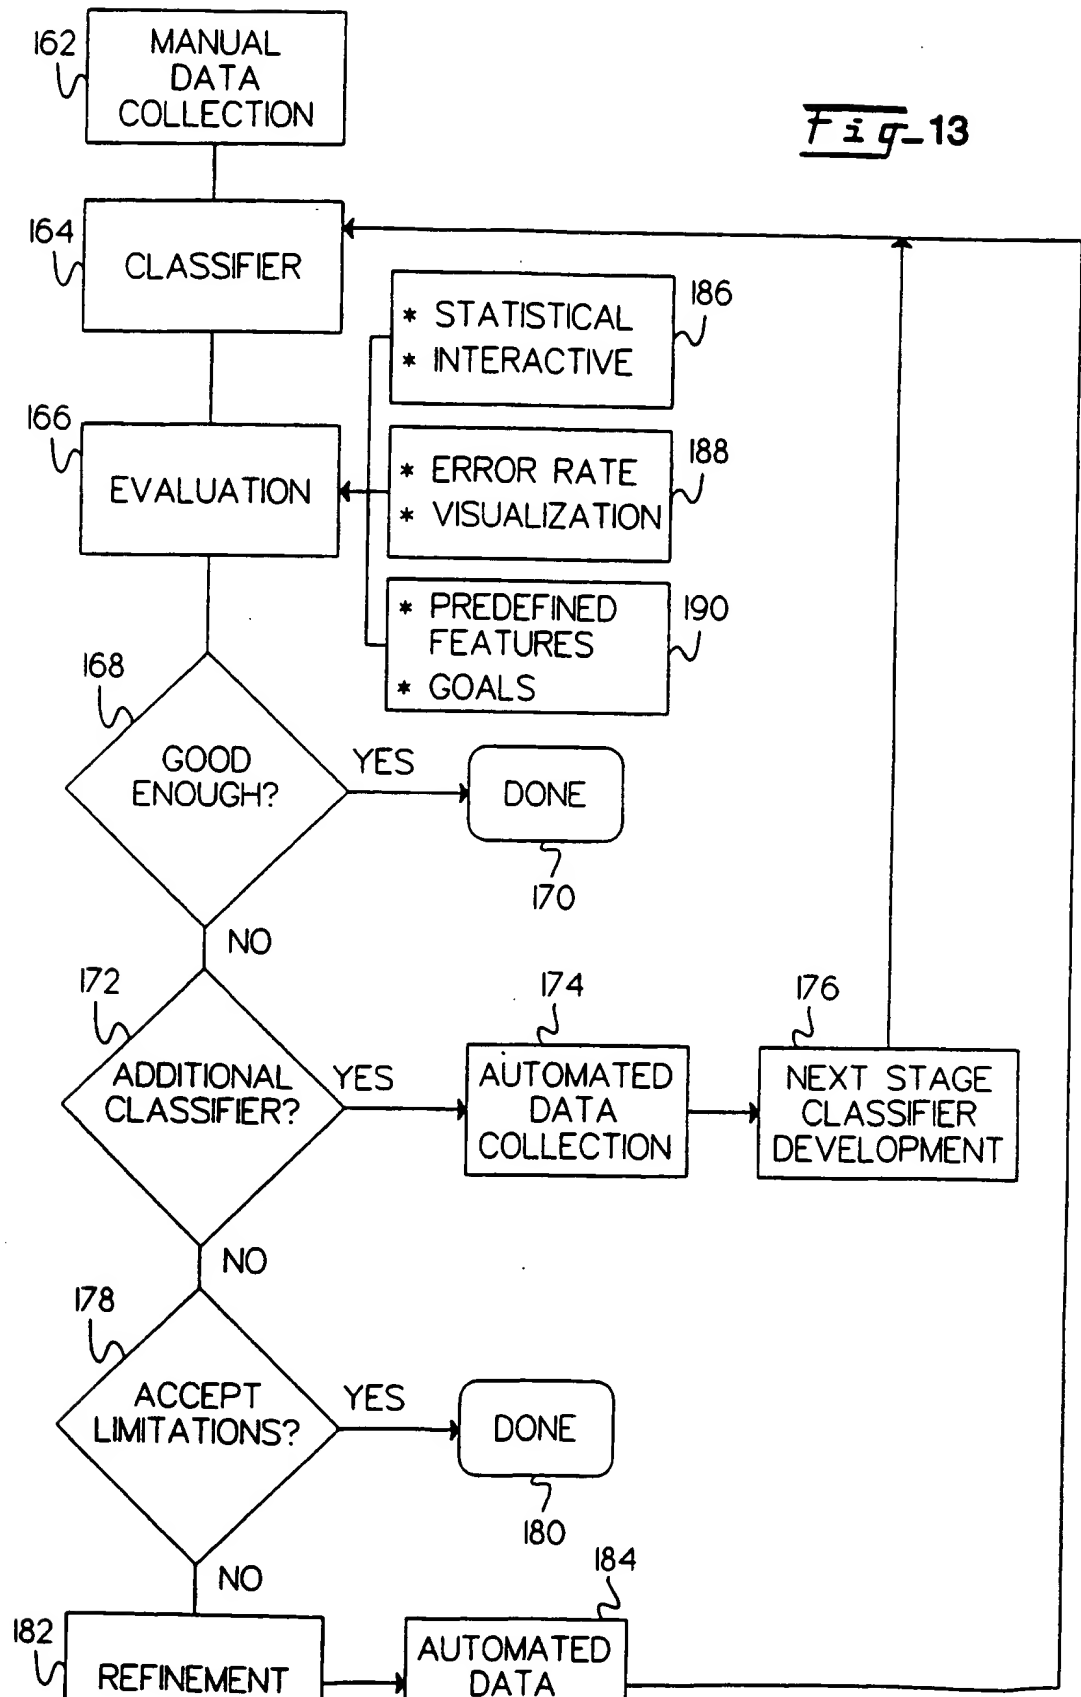 162
MANUAL
DATA
COLLECTION
Fig-13
164
CLASSIFIER
186
* STATISTICAL
* INTERACTIVE
166
EVALUATION
188
* ERROR RATE
* VISUALIZATION
190
* PREDEFINED
FEATURES
* GOALS
168
GOOD
ENOUGH?
YES
DONE
170
NO
172
ADDITIONAL
CLASSIFIER?
YES
174
AUTOMATED
DATA
COLLECTION
176
NEXT STAGE
CLASSIFIER
DEVELOPMENT
NO
178
ACCEPT
LIMITATIONS?
YES
DONE
180
NO
182
REFINEMENT
184
AUTOMATED
DATA